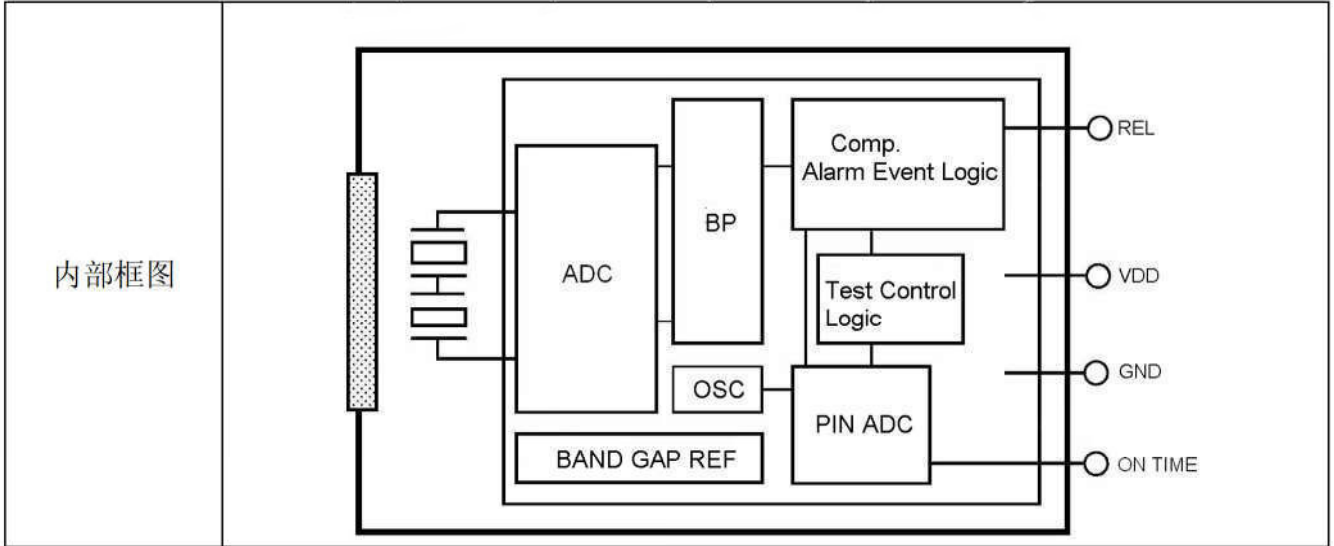 内部框图
ADC
BP
Comp.
Alarm Event Logic
Test Control
Logic
OSC
PIN ADC
BAND GAP REF
REL
VDD
GND
ON TIME